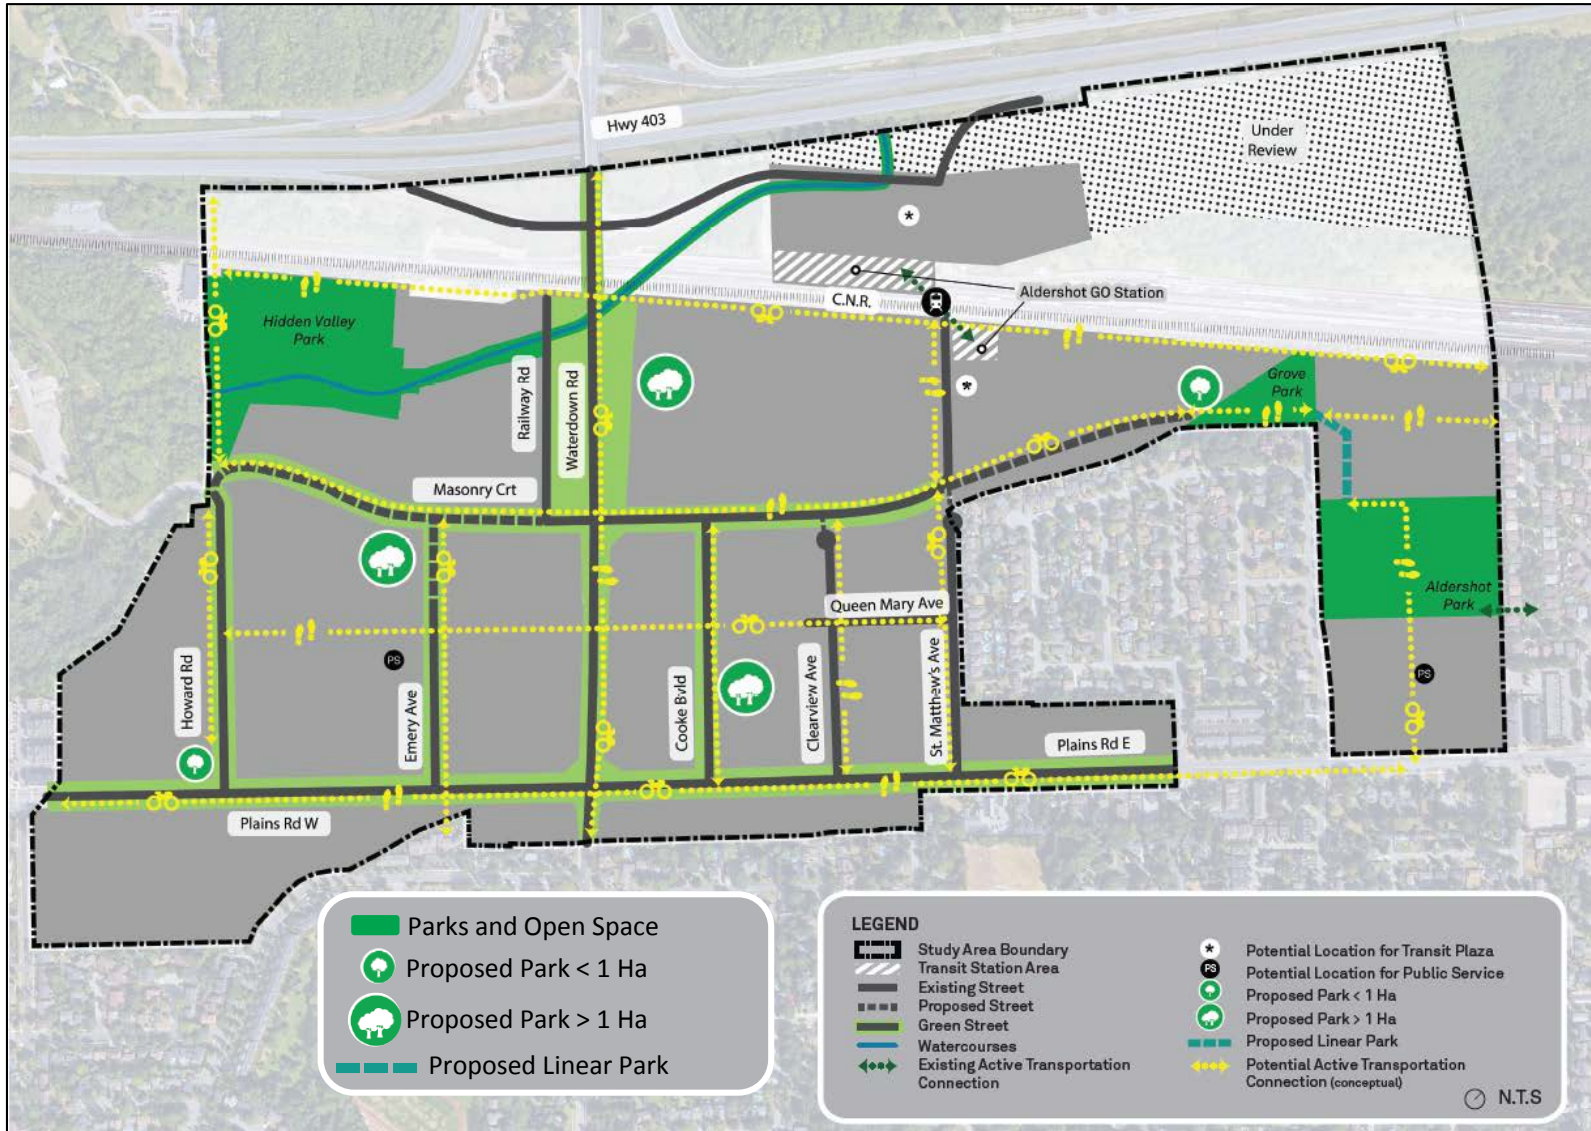 Hwy 403
Under
Review
*
Aldershot GO Station
C.N.R.
Hidden Valley
Park
Railway Rd
Waterdown Rd
*
Grove
Park
Masonry Crt
Aldershot
Park
Queen Mary Ave
Howard Rd
PS
Emery Ave
Cooke Bvld
Clearview Ave
St. Matthew's Ave
PS
Plains Rd E
Plains Rd W
Parks and Open Space
Proposed Park < 1 Ha
Proposed Park > 1 Ha
Proposed Linear Park
LEGEND
Study Area Boundary
Transit Station Area
Existing Street
Proposed Street
Green Street
Watercourses
Existing Active Transportation
Connection
* Potential Location for Transit Plaza
PS Potential Location for Public Service
Proposed Park < 1 Ha
Proposed Park > 1 Ha
Proposed Linear Park
Potential Active Transportation
Connection (conceptual)
N.T.S